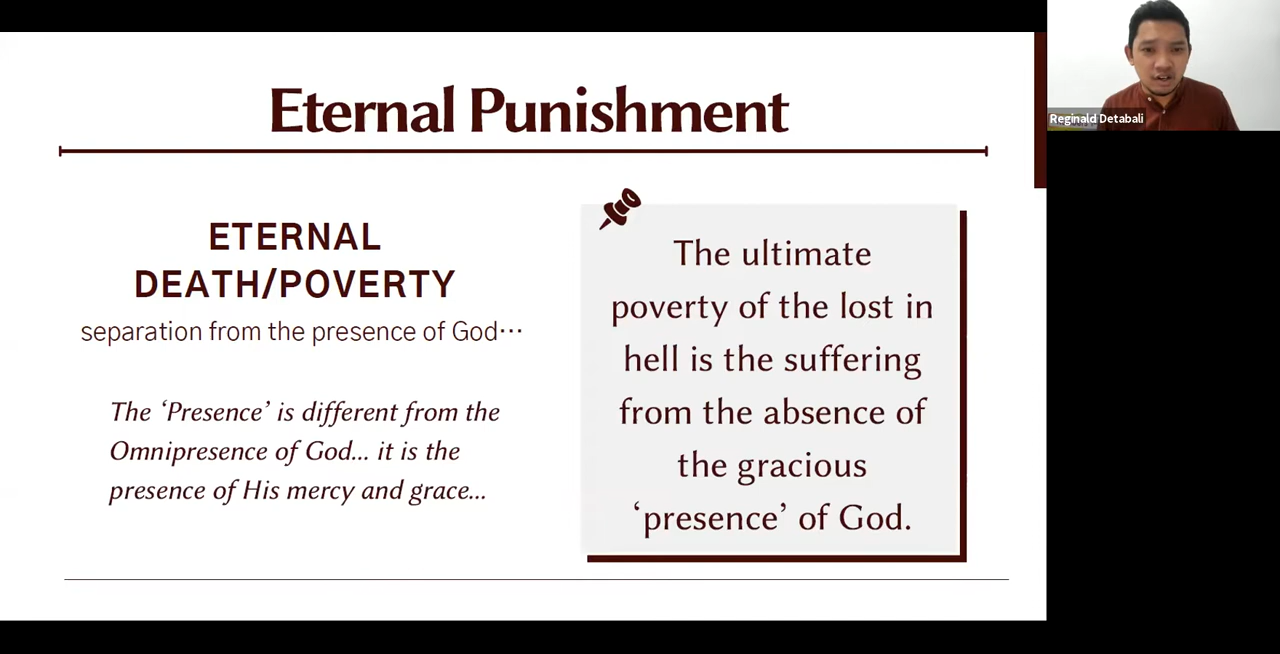 Eternal Punishment
ETERNAL
DEATH/POVERTY
separation from the presence of God…
The ‘Presence’ is different from the
Omnipresence of God... it is the
presence of His mercy and grace...
The ultimate
poverty of the lost in
hell is the suffering
from the absence of
the gracious
‘presence’ of God.
Reginald Detabali